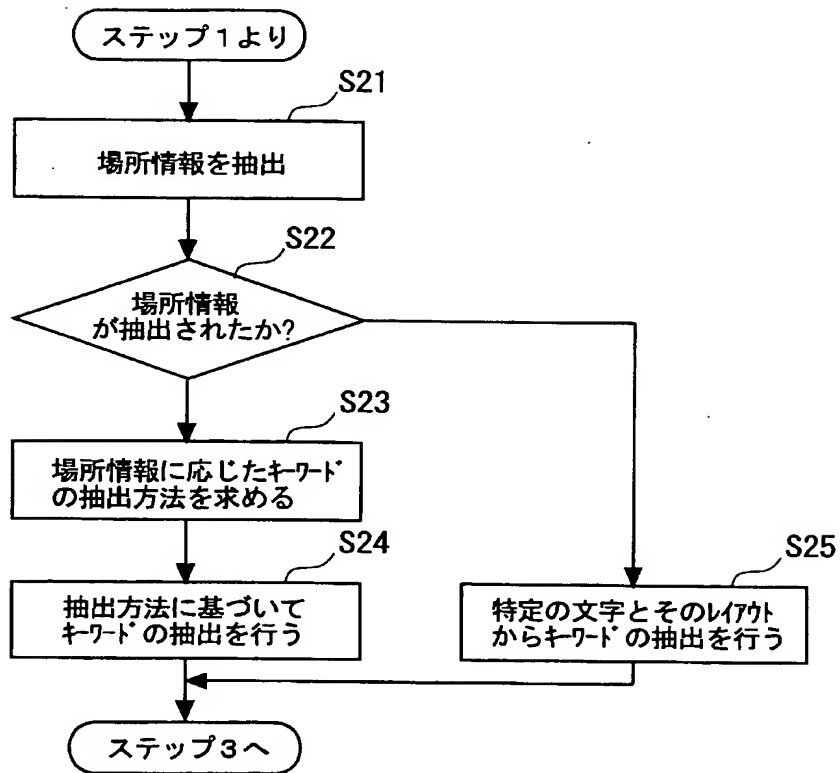 ステップ1より
S21
場所情報を抽出
S22
場所情報
が抽出されたか?
S23
場所情報に応じたキーワード
の抽出方法を求める
S24
抽出方法に基づいて
キーワードの抽出を行う
S25
特定の文字とそのレイアウト
からキーワードの抽出を行う
ステップ3へ